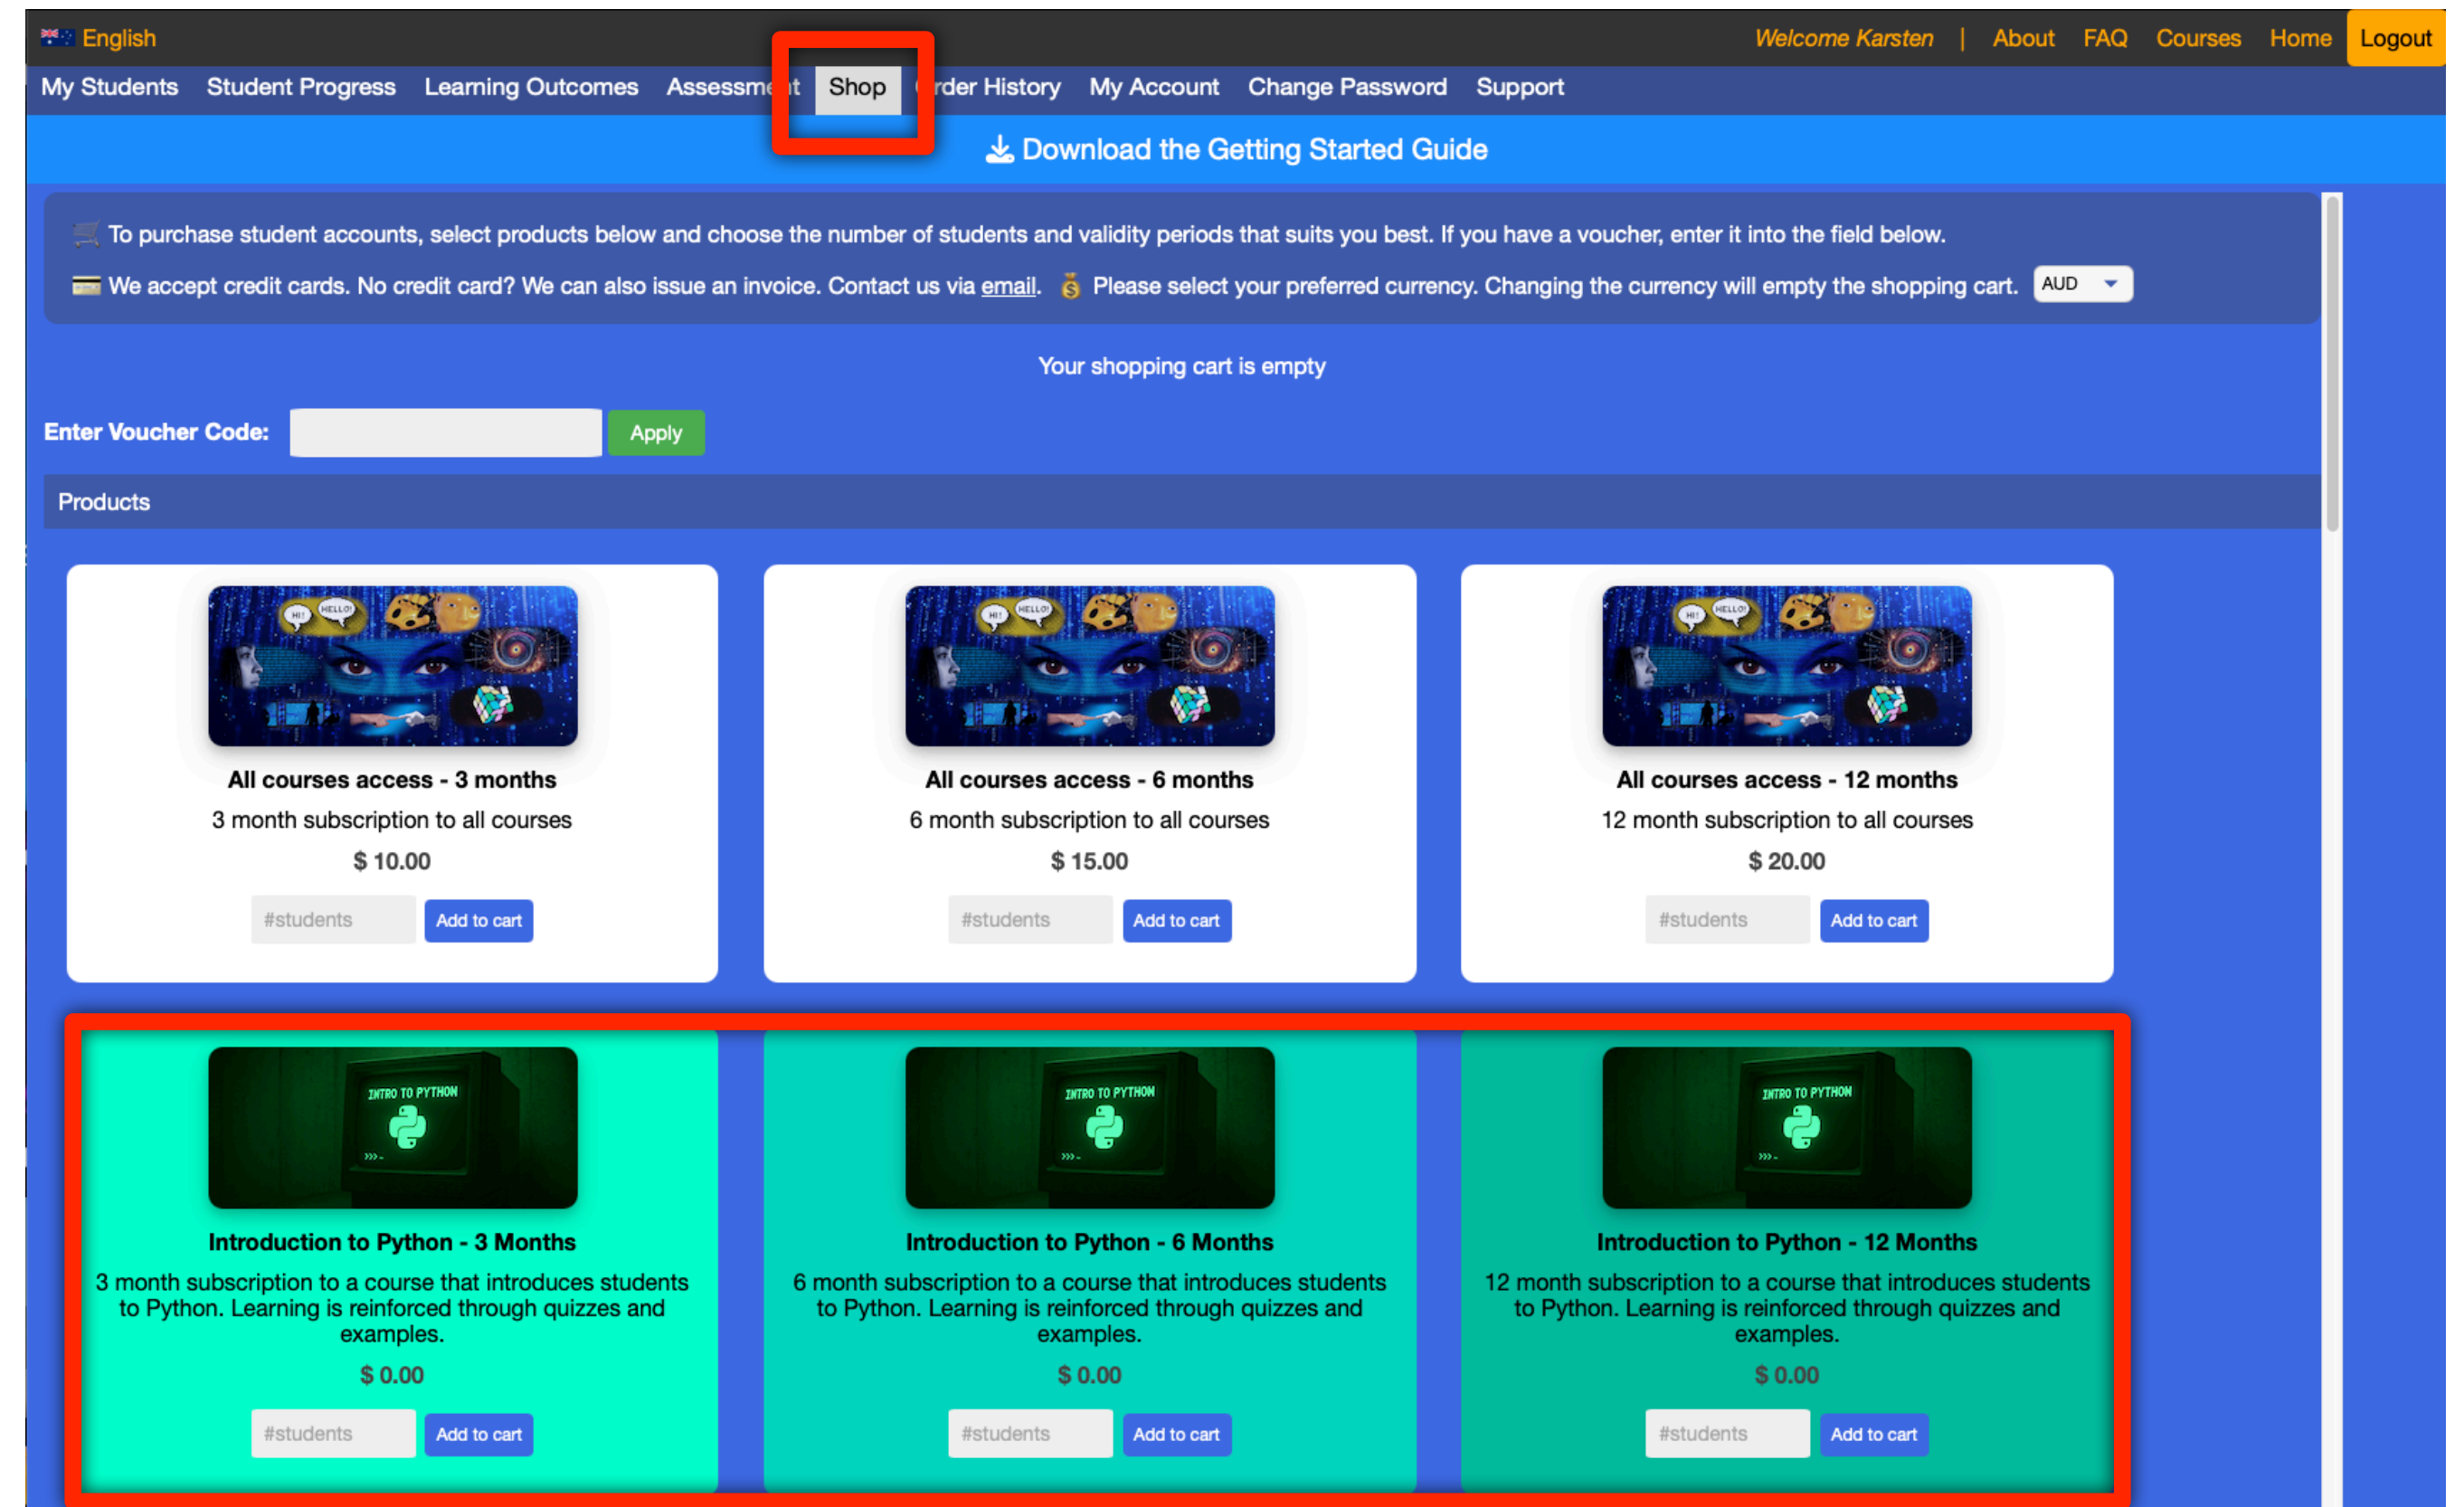 English
Welcome Karsten | About FAQ Courses Home Logout
My Students Student Progress Learning Outcomes Assessment Shop Order History My Account Change Password Support
Download the Getting Started Guide
To purchase student accounts, select products below and choose the number of students and validity periods that suits you best. If you have a voucher, enter it into the field below.
We accept credit cards. No credit card? We can also issue an invoice. Contact us via email. Please select your preferred currency. Changing the currency will empty the shopping cart. AUD
Your shopping cart is empty
Enter Voucher Code: Apply
Products
HI! HELLO!
All courses access - 3 months
3 month subscription to all courses
$ 10.00
#students Add to cart
HI! HELLO!
All courses access - 6 months
6 month subscription to all courses
$ 15.00
#students Add to cart
HI! HELLO!
All courses access - 12 months
12 month subscription to all courses
$ 20.00
#students Add to cart
INTRO TO PYTHON
>>>_
Introduction to Python - 3 Months
3 month subscription to a course that introduces students
to Python. Learning is reinforced through quizzes and
examples.
$ 0.00
#students Add to cart
INTRO TO PYTHON
>>>_
Introduction to Python - 6 Months
6 month subscription to a course that introduces students
to Python. Learning is reinforced through quizzes and
examples.
$ 0.00
#students Add to cart
INTRO TO PYTHON
>>>_
Introduction to Python - 12 Months
12 month subscription to a course that introduces students
to Python. Learning is reinforced through quizzes and
examples.
$ 0.00
#students Add to cart